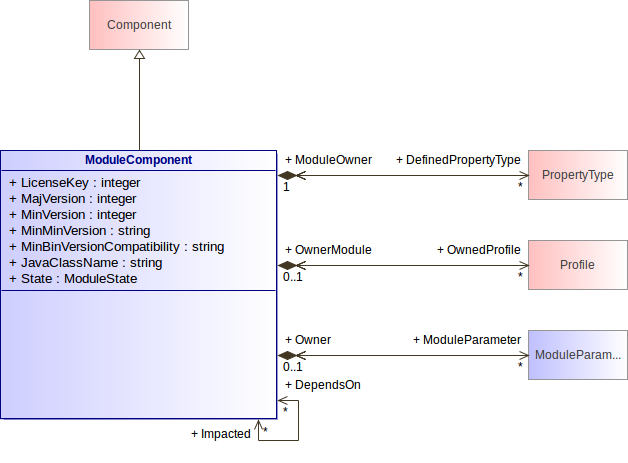 Component
ModuleComponent
+ LicenseKey : integer
+ MajVersion : integer
+ MinVersion : integer
+ MinMinVersion : string
+ MinBinVersionCompatibility : string
+ JavaClassName : string
+ State : ModuleState
+ ModuleOwner
+ DefinedPropertyType
1
*
PropertyType
+ OwnerModule
+ OwnedProfile
0..1
*
Profile
+ Owner
+ ModuleParameter
0..1
*
ModuleParam...
+ DependsOn
*
+ Impacted
*